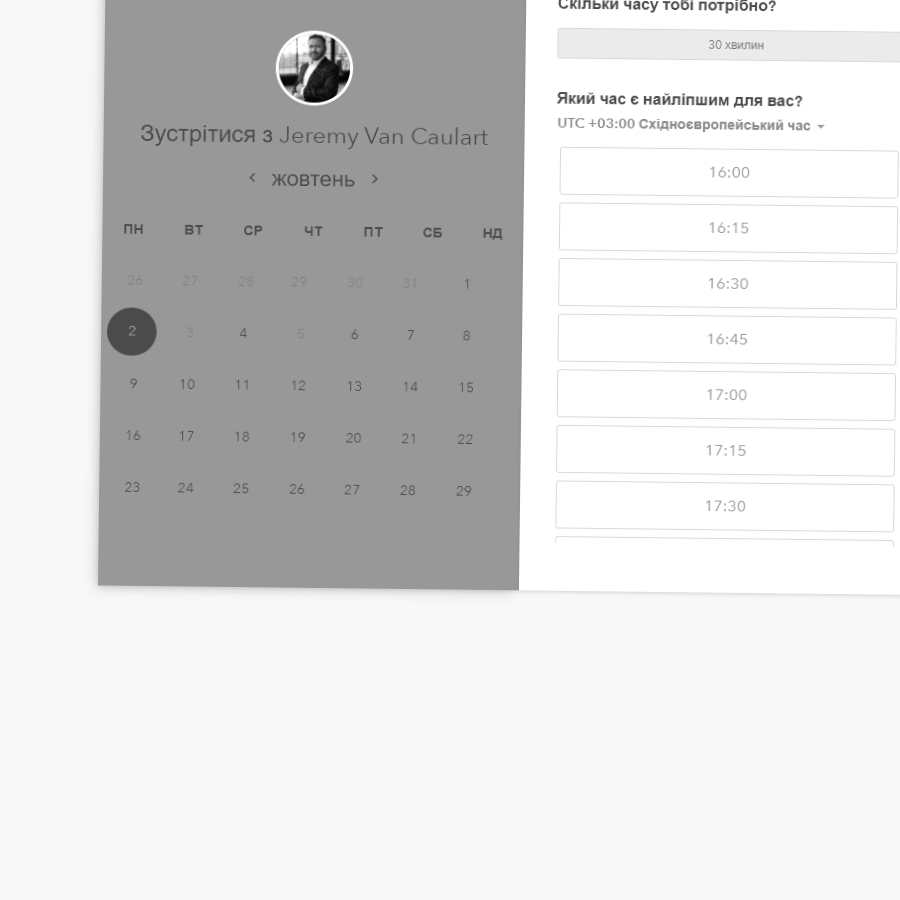 Зустрітися з Jeremy Van Caulart
жовтень
ПН ВТ СР ЧТ ПТ СБ НД
26 27 28 29 30 31 1
2 3 4 5 6 7 8
9 10 11 12 13 14 15
16 17 18 19 20 21 22
23 24 25 26 27 28 29
Скільки часу тобі потрібно?
30 хвилин
Який час є найліпшим для вас?
UTC +03:00 Східноєвропейський час
16:00
16:15
16:30
16:45
17:00
17:15
17:30